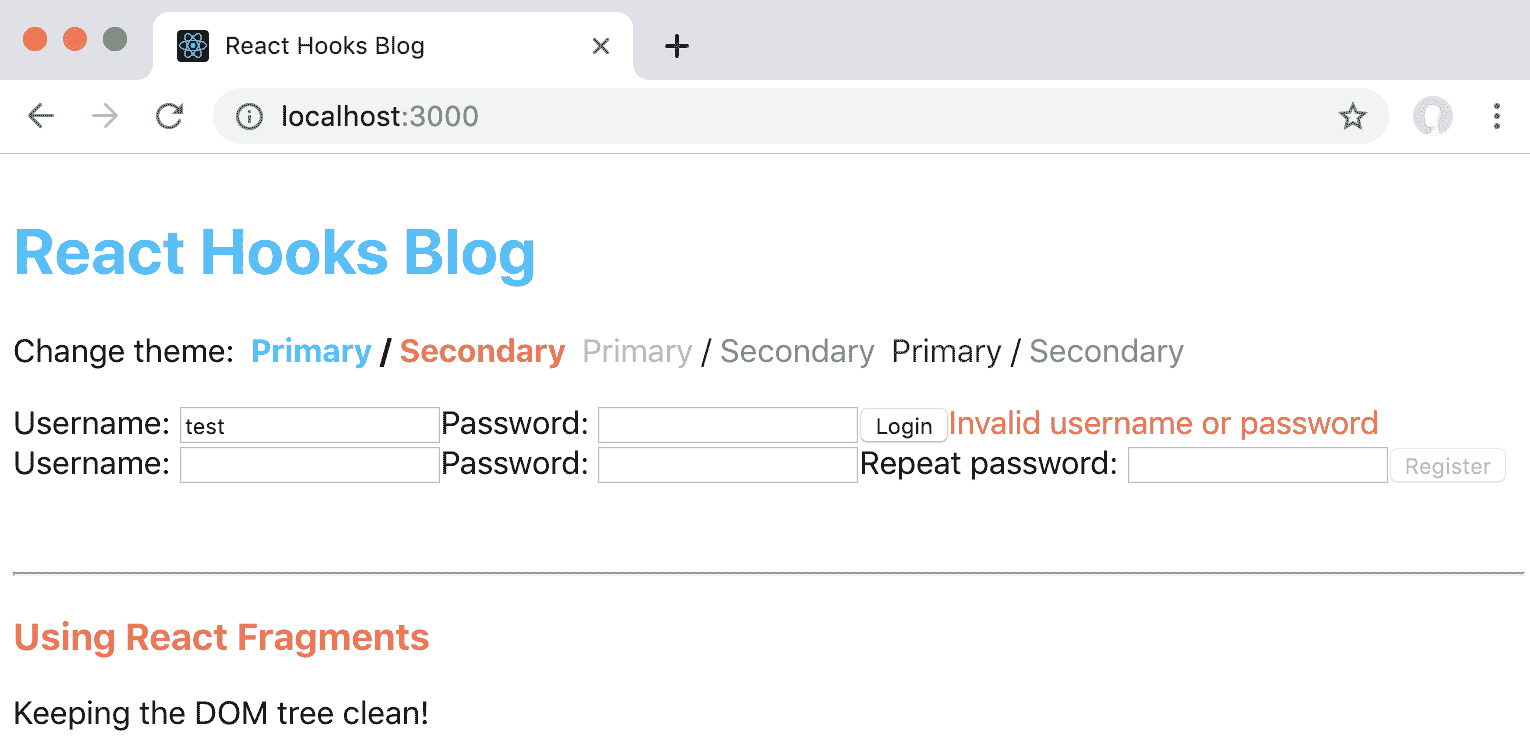 React Hooks Blog
localhost:3000
React Hooks Blog
Change theme: Primary / Secondary Primary / Secondary Primary / Secondary
Username: test Password: Login Invalid username or password
Username: Password: Repeat password: Register
Using React Fragments
Keeping the DOM tree clean!